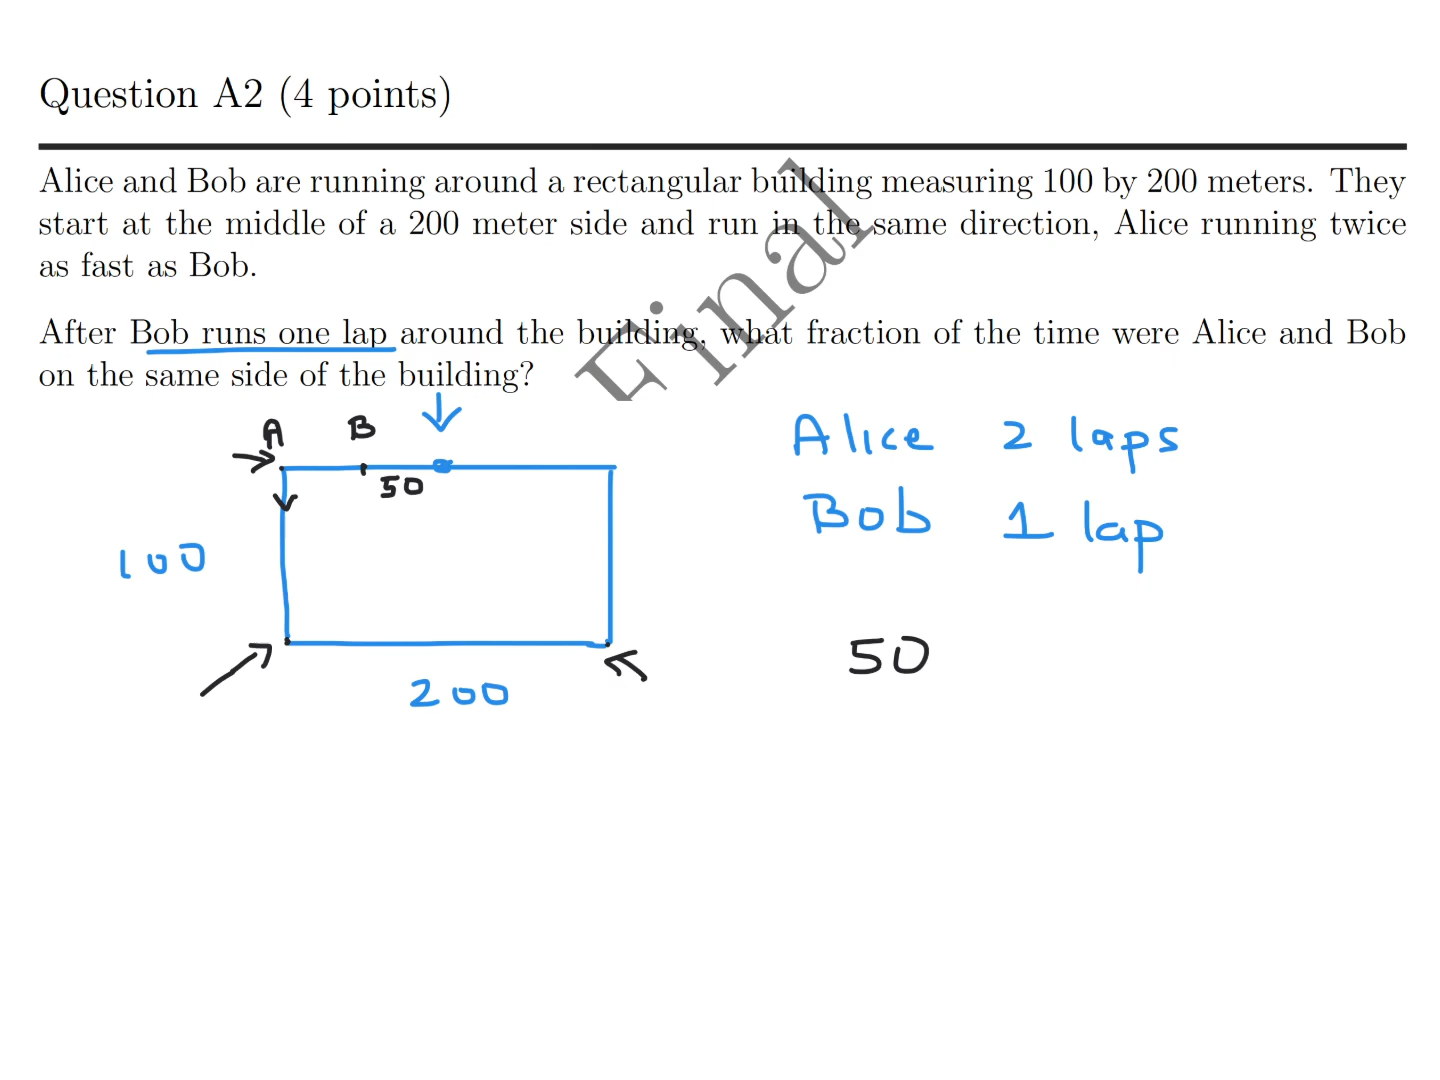 Question A2 (4 points)
Alice and Bob are running around a rectangular building measuring 100 by 200 meters. They
start at the middle of a 200 meter side and run in the same direction, Alice running twice
as fast as Bob.
After Bob runs one lap around the building, what fraction of the time were Alice and Bob
on the same side of the building?
Final
A B
50
100
200
Alice 2 laps
Bob 1 lap
50